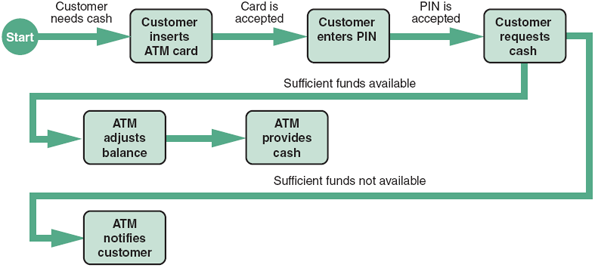 Start
Customer
needs cash
Customer
inserts
ATM card
Card is
accepted
Customer
enters PIN
PIN is
accepted
Customer
requests
cash
Sufficient funds available
ATM
adjusts
balance
ATM
provides
cash
Sufficient funds not available
ATM
notifies
customer